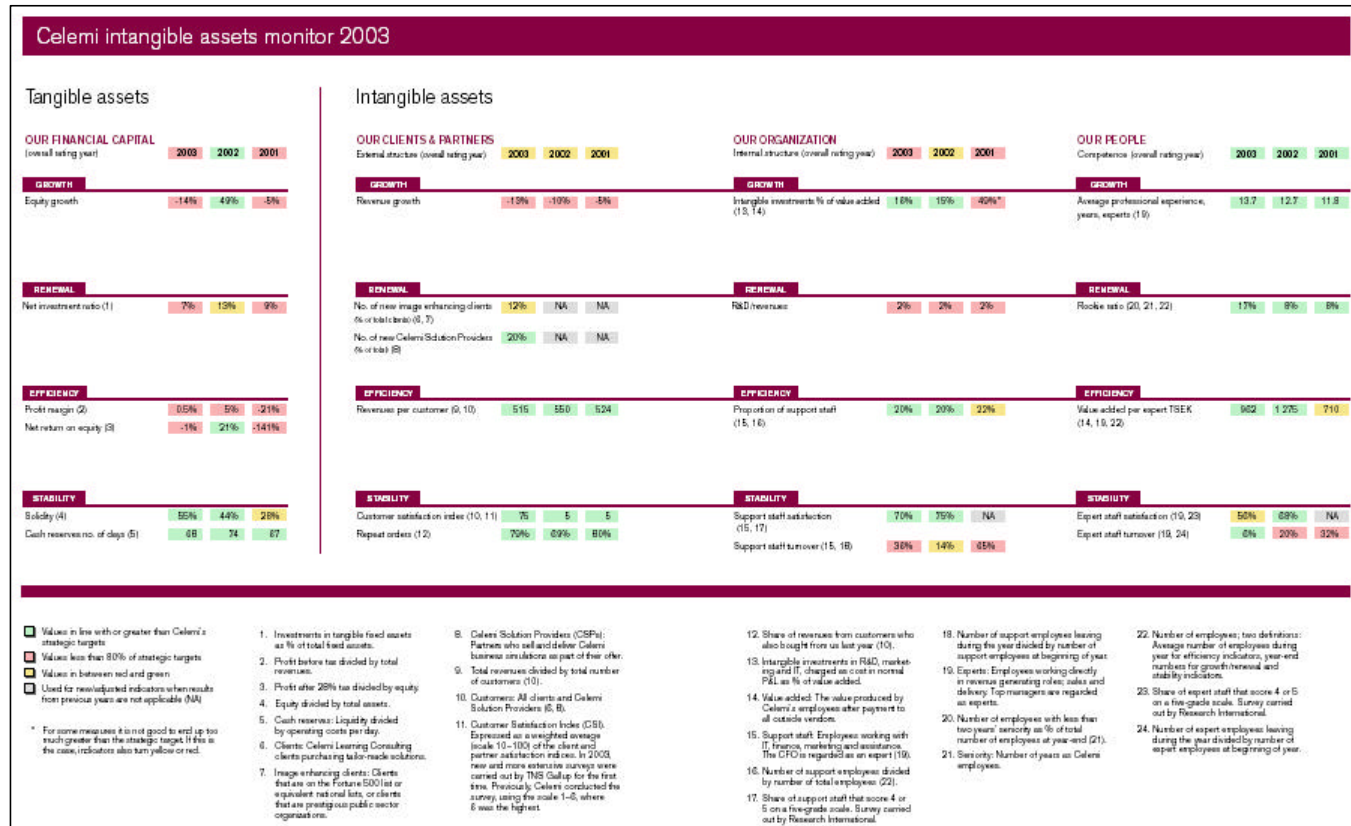 Celemi intangible assets monitor 2003
Tangible assets
OUR FINANCIAL CAPITAL
(overall rating year) 2003 2002 2001
GROWTH
Equity growth -14% 49% -5%
RENEWAL
Net investment ratio (1) 7% 13% 9%
EFFICIENCY
Profit margin (2) 0.5% 5% -21%
Net return on equity (3) -1% 21% -141%
STABILITY
Solidity (4) 55% 44% 28%
Cash reserves no. of days (5) 68 74 67
Intangible assets
OUR CLIENTS & PARTNERS
External structure (overall rating year) 2003 2002 2001
GROWTH
Revenue growth -13% -10% -5%
RENEWAL
No. of new image enhancing clients 12% NA NA
(% of total clients) (6, 7)
No. of new Celemi Solution Providers 20% NA NA
(% of total) (8)
EFFICIENCY
Revenues per customer (9, 10) 515 550 524
STABILITY
Customer satisfaction index (10, 11) 75 5 5
Repeat orders (12) 79% 69% 80%
OUR ORGANIZATION
Internal structure (overall rating year) 2003 2002 2001
GROWTH
Intangible investments % of value added 16% 15% 49%*
(13, 14)
RENEWAL
R&D/revenues 2% 2% 2%
EFFICIENCY
Proportion of support staff 20% 20% 22%
(15, 16)
STABILITY
Support staff satisfaction 70% 75% NA
(15, 17)
Support staff turnover (15, 18) 36% 14% 65%
OUR PEOPLE
Competence (overall rating year) 2003 2002 2001
GROWTH
Average professional experience, 13.7 12.7 11.8
years, experts (19)
RENEWAL
Rookie ratio (20, 21, 22) 17% 8% 6%
EFFICIENCY
Value added per expert TSEK 962 1 275 710
(14, 19, 22)
STABILITY
Expert staff satisfaction (19, 23) 56% 68% NA
Expert staff turnover (19, 24) 6% 20% 32%
Values in line with or greater than Celemi's
strategic targets
Values less than 80% of strategic targets
Values in between red and green
Used for new/adjusted indicators when results
from previous years are not applicable (NA)
* For some measures it is not good to end up too
much greater than the strategic target. If this is
the case, indicators also turn yellow or red.
1. Investments in tangible fixed assets
as % of total fixed assets.
2. Profit before tax divided by total
revenues.
3. Profit after 28% tax divided by equity.
4. Equity divided by total assets.
5. Cash reserves: Liquidity divided
by operating costs per day.
6. Clients: Celemi Learning Consulting
clients purchasing tailor-made solutions.
7. Image enhancing clients: Clients
that are on the Fortune 500 list or
equivalent national lists, or clients
that are prestigious public sector
organizations.
8. Celemi Solution Providers (CSPs):
Partners who sell and deliver Celemi
business simulations as part of their offer.
9. Total revenues divided by total number
of customers (10).
10. Customers: All clients and Celemi
Solution Providers (6, 8).
11. Customer Satisfaction Index (CSI).
Expressed as a weighted average
(scale 10–100) of the client and
partner satisfaction indices. In 2003,
new and more extensive surveys were
carried out by TNS Gallup for the first
time. Previously, Celemi conducted the
survey, using the scale 1–6, where
6 was the highest.
12. Share of revenues from customers who
also bought from us last year (10).
13. Intangible investments in R&D, market-
ing and IT, charged as cost in normal
P&L as % of value added.
14. Value added: The value produced by
Celemi's employees after payment to
all outside vendors.
15. Support staff: Employees working with
IT, finance, marketing and assistance.
The CFO is regarded as an expert (19).
16. Number of support employees divided
by number of total employees (22).
17. Share of support staff that score 4 or
5 on a five-grade scale. Survey carried
out by Research International.
18. Number of support employees leaving
during the year divided by number of
support employees at beginning of year.
19. Experts: Employees working directly
in revenue generating roles; sales and
delivery. Top managers are regarded
as experts.
20. Number of employees with less than
two years' seniority as % of total
number of employees at year-end (21).
21. Seniority: Number of years as Celemi
employees.
22. Number of employees; two definitions:
Average number of employees during
year for efficiency indicators, year-end
numbers for growth/renewal and
stability indicators.
23. Share of expert staff that score 4 or 5
on a five-grade scale. Survey carried
out by Research International.
24. Number of expert employees leaving
during the year divided by number of
expert employees at beginning of year.